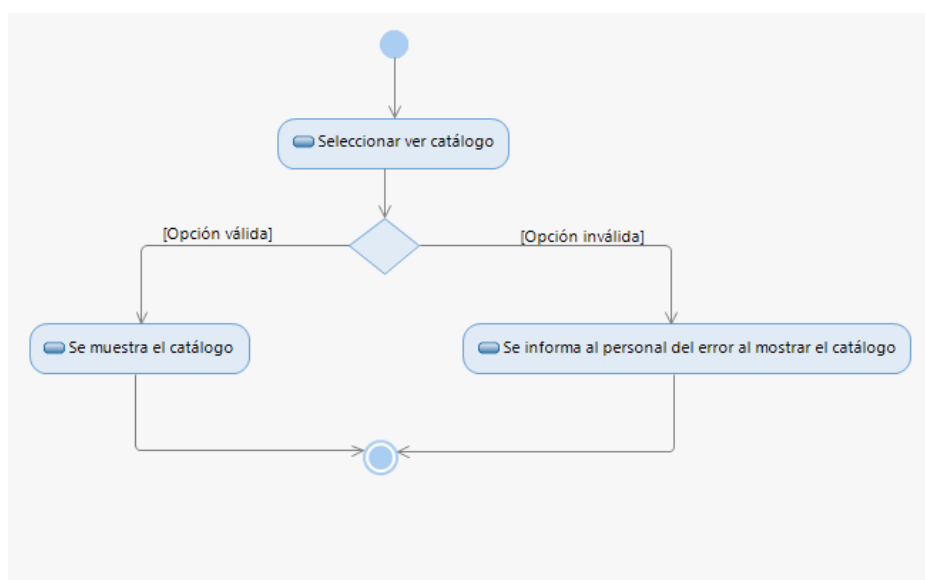 Seleccionar ver catálogo
[Opción válida]
[Opción inválida]
Se muestra el catálogo
Se informa al personal del error al mostrar el catálogo